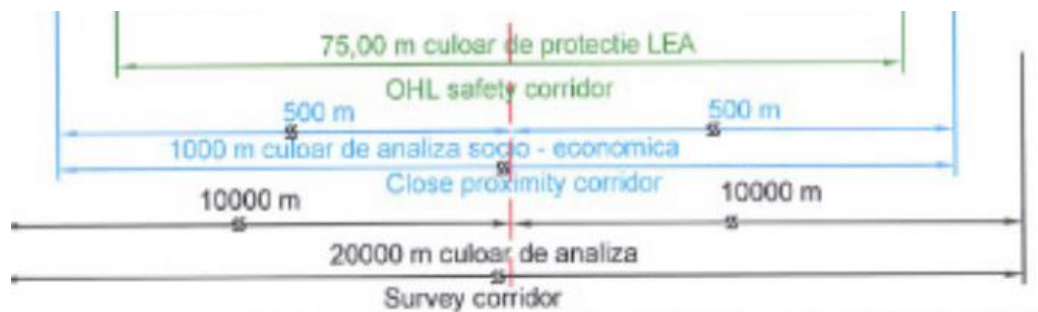 75,00 m culoar de protectie LEA
OHL safety corridor
500 m 500 m
1000 m culoar de analiza socio - economica
Close proximity corridor
10000 m 10000 m
20000 m culoar de analiza
Survey corridor